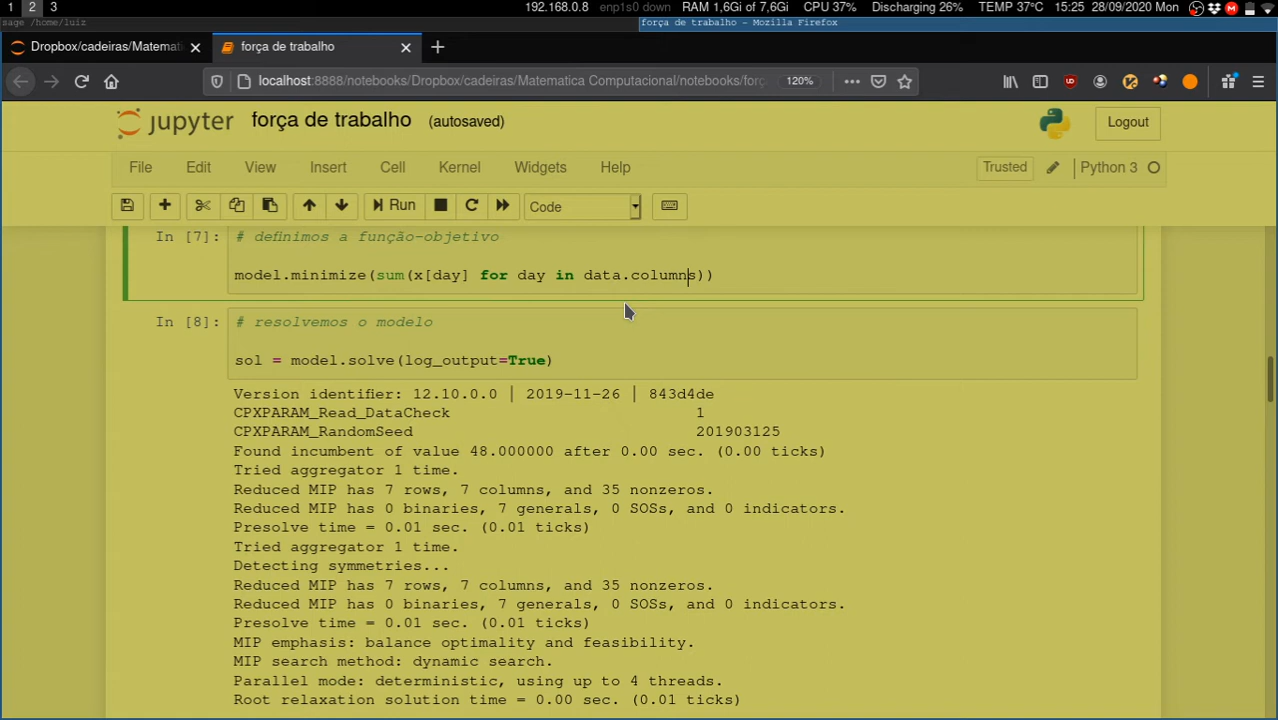 1 2 3 192.168.0.8 enp1s0 down RAM 1,6Gi of 7,6Gi CPU 37% Discharging 26% TEMP 37°C 15:25 28/09/2020 Mon
sage /home/luiz força de trabalho - Mozilla Firefox
Dropbox/cadeiras/Matemati força de trabalho
localhost:8888/notebooks/Dropbox/cadeiras/Matematica Computacional/notebooks/forç 120%
jupyter força de trabalho (autosaved) Logout
File Edit View Insert Cell Kernel Widgets Help Trusted Python 3
Run Code
In [7]: # definimos a função-objetivo
model.minimize(sum(x[day] for day in data.columns))
In [8]: # resolvemos o modelo
sol = model.solve(log_output=True)
Version identifier: 12.10.0.0 | 2019-11-26 | 843d4de
CPXPARAM_Read_DataCheck 1
CPXPARAM_RandomSeed 201903125
Found incumbent of value 48.000000 after 0.00 sec. (0.00 ticks)
Tried aggregator 1 time.
Reduced MIP has 7 rows, 7 columns, and 35 nonzeros.
Reduced MIP has 0 binaries, 7 generals, 0 SOSs, and 0 indicators.
Presolve time = 0.01 sec. (0.01 ticks)
Tried aggregator 1 time.
Detecting symmetries...
Reduced MIP has 7 rows, 7 columns, and 35 nonzeros.
Reduced MIP has 0 binaries, 7 generals, 0 SOSs, and 0 indicators.
Presolve time = 0.01 sec. (0.01 ticks)
MIP emphasis: balance optimality and feasibility.
MIP search method: dynamic search.
Parallel mode: deterministic, using up to 4 threads.
Root relaxation solution time = 0.00 sec. (0.01 ticks)